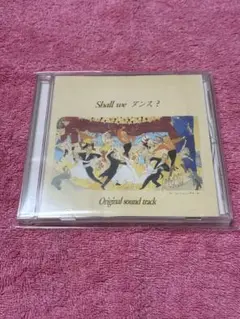 Shall we ダンス?
Original sound track